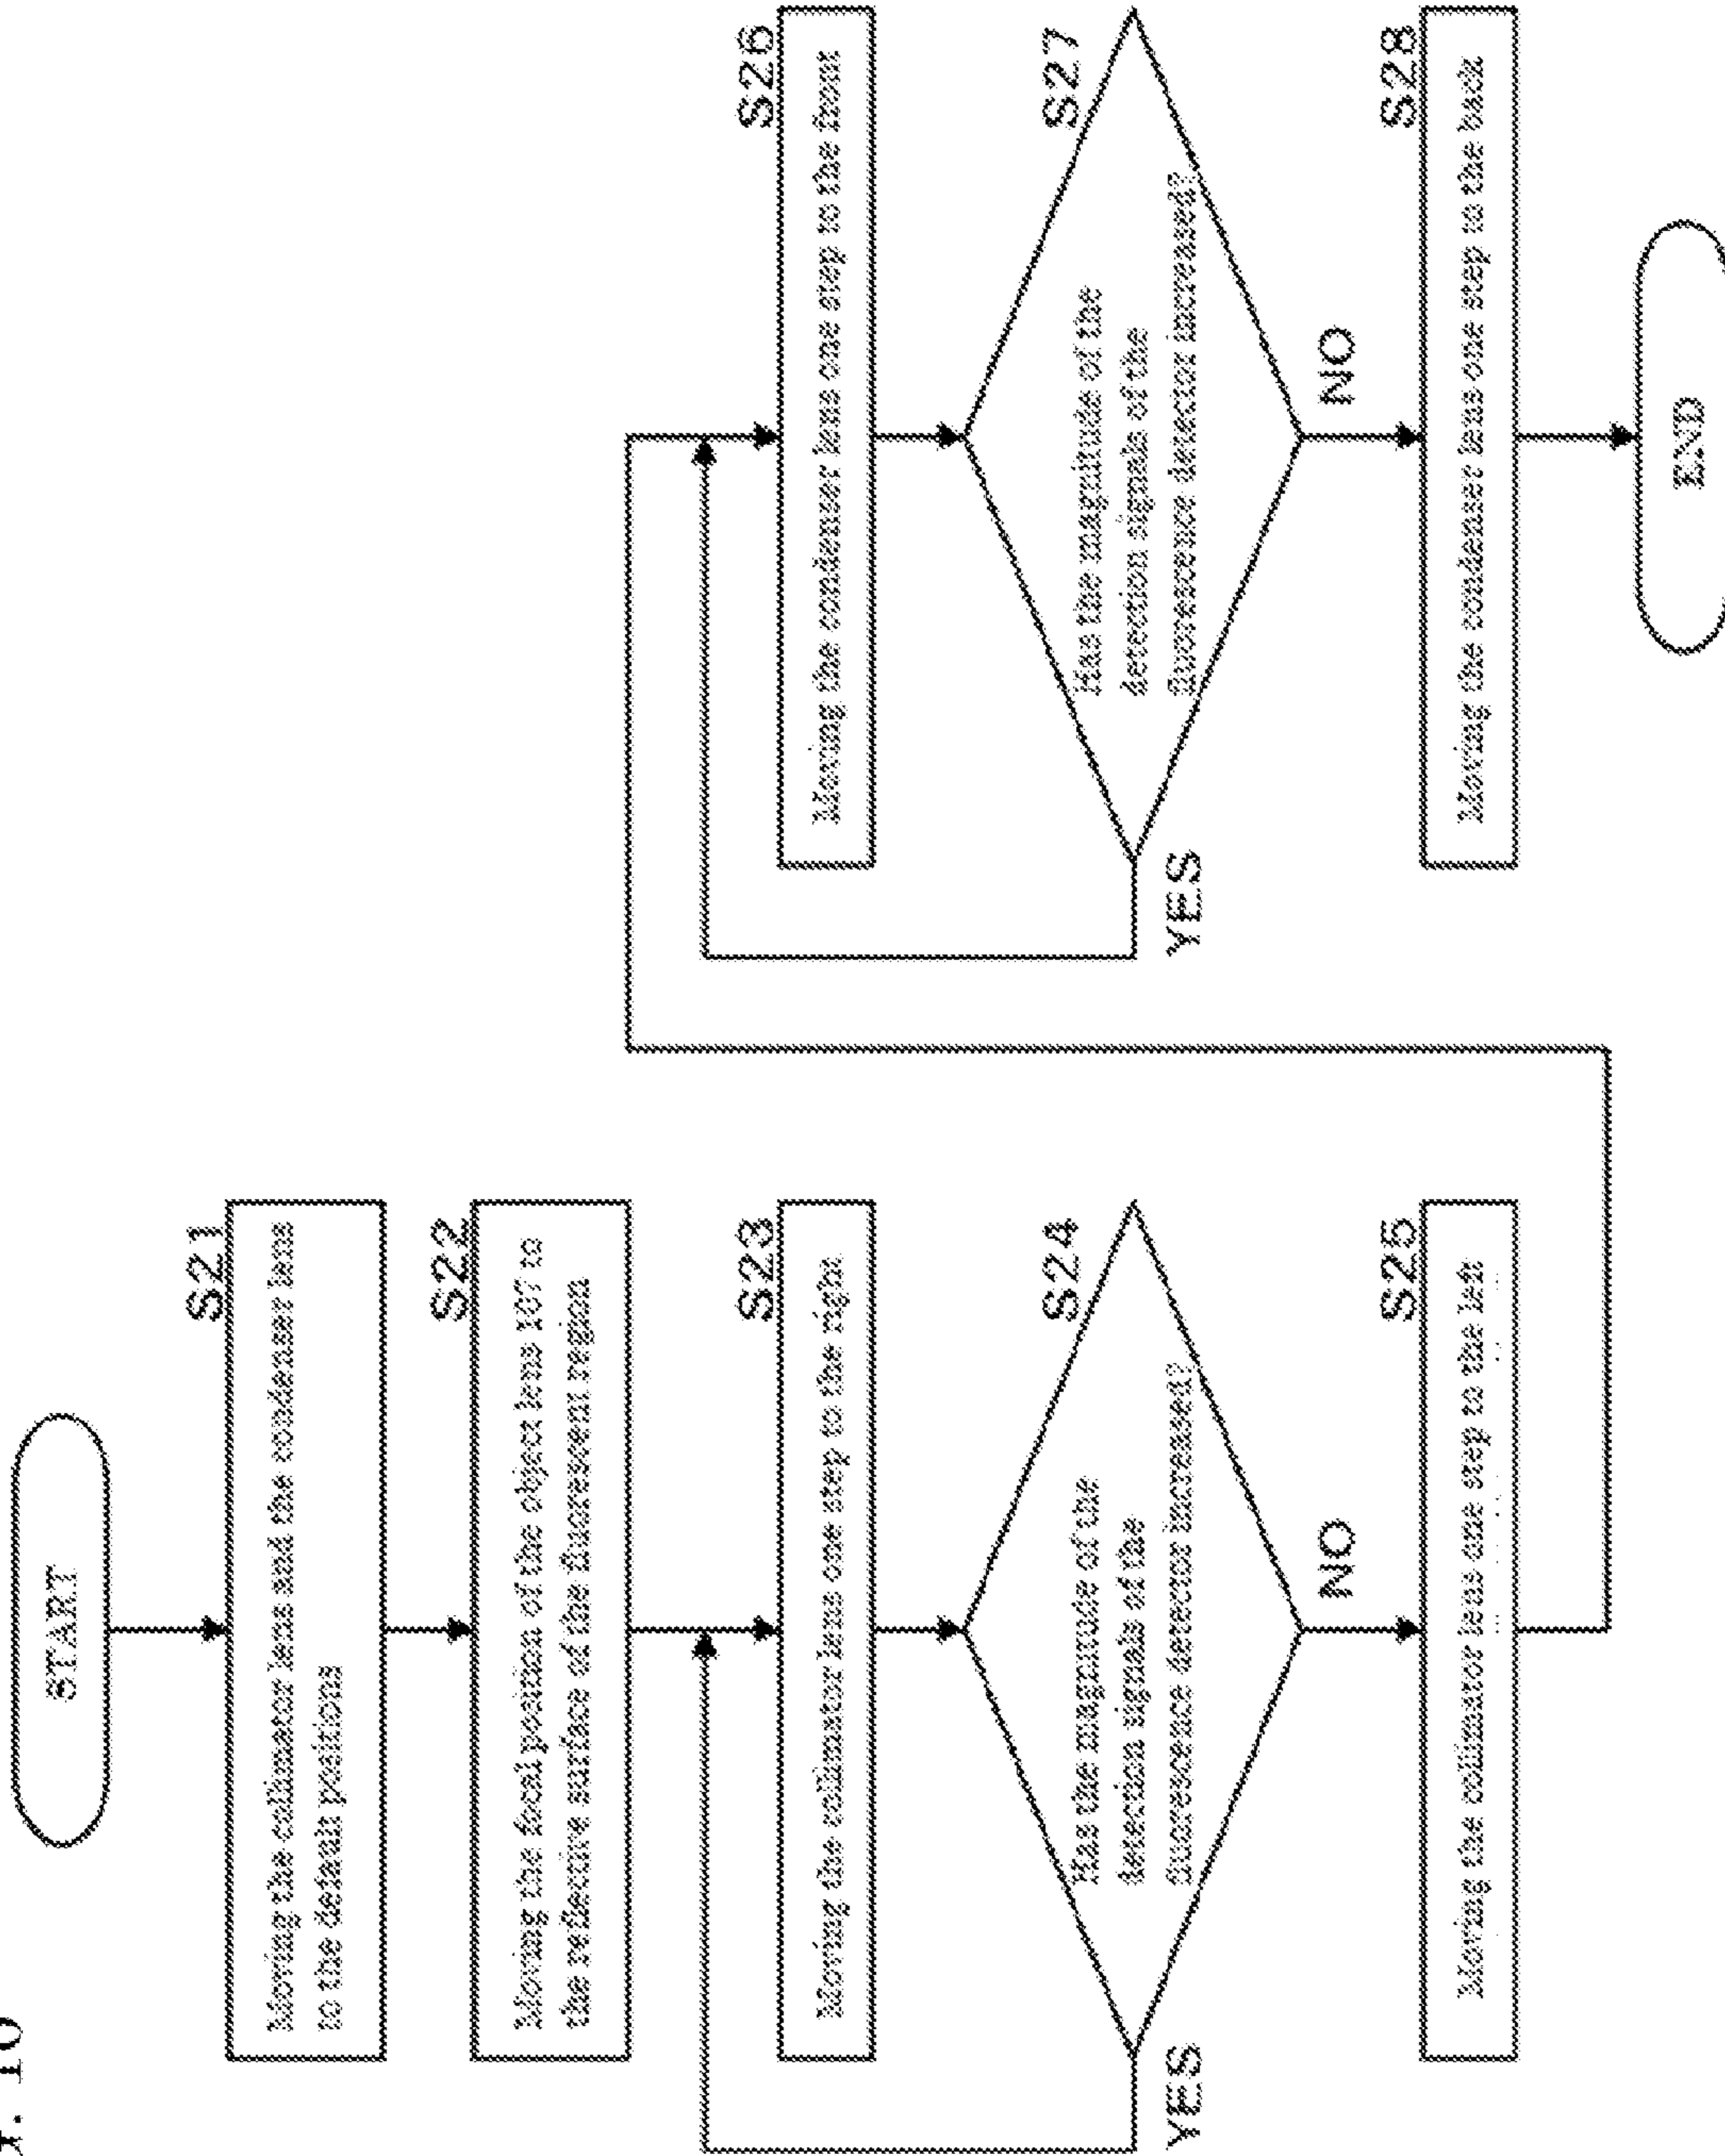 . 10
START
S21
Moving the collimator lens and the condenser lens
to the default positions
S22
Moving the focal position of the object lens 107 to
the reflective surface of the fluorescent region
S23
Moving the collimator lens one step to the right
S24
Has the magnitude of the
detection signals of the
fluorescence detector increased?
YES
NO
S25
Moving the collimator lens one step to the left
S26
Moving the condenser lens one step to the front
S27
Has the magnitude of the
detection signals of the
fluorescence detector increased?
YES
NO
S28
Moving the condenser lens one step to the back
END